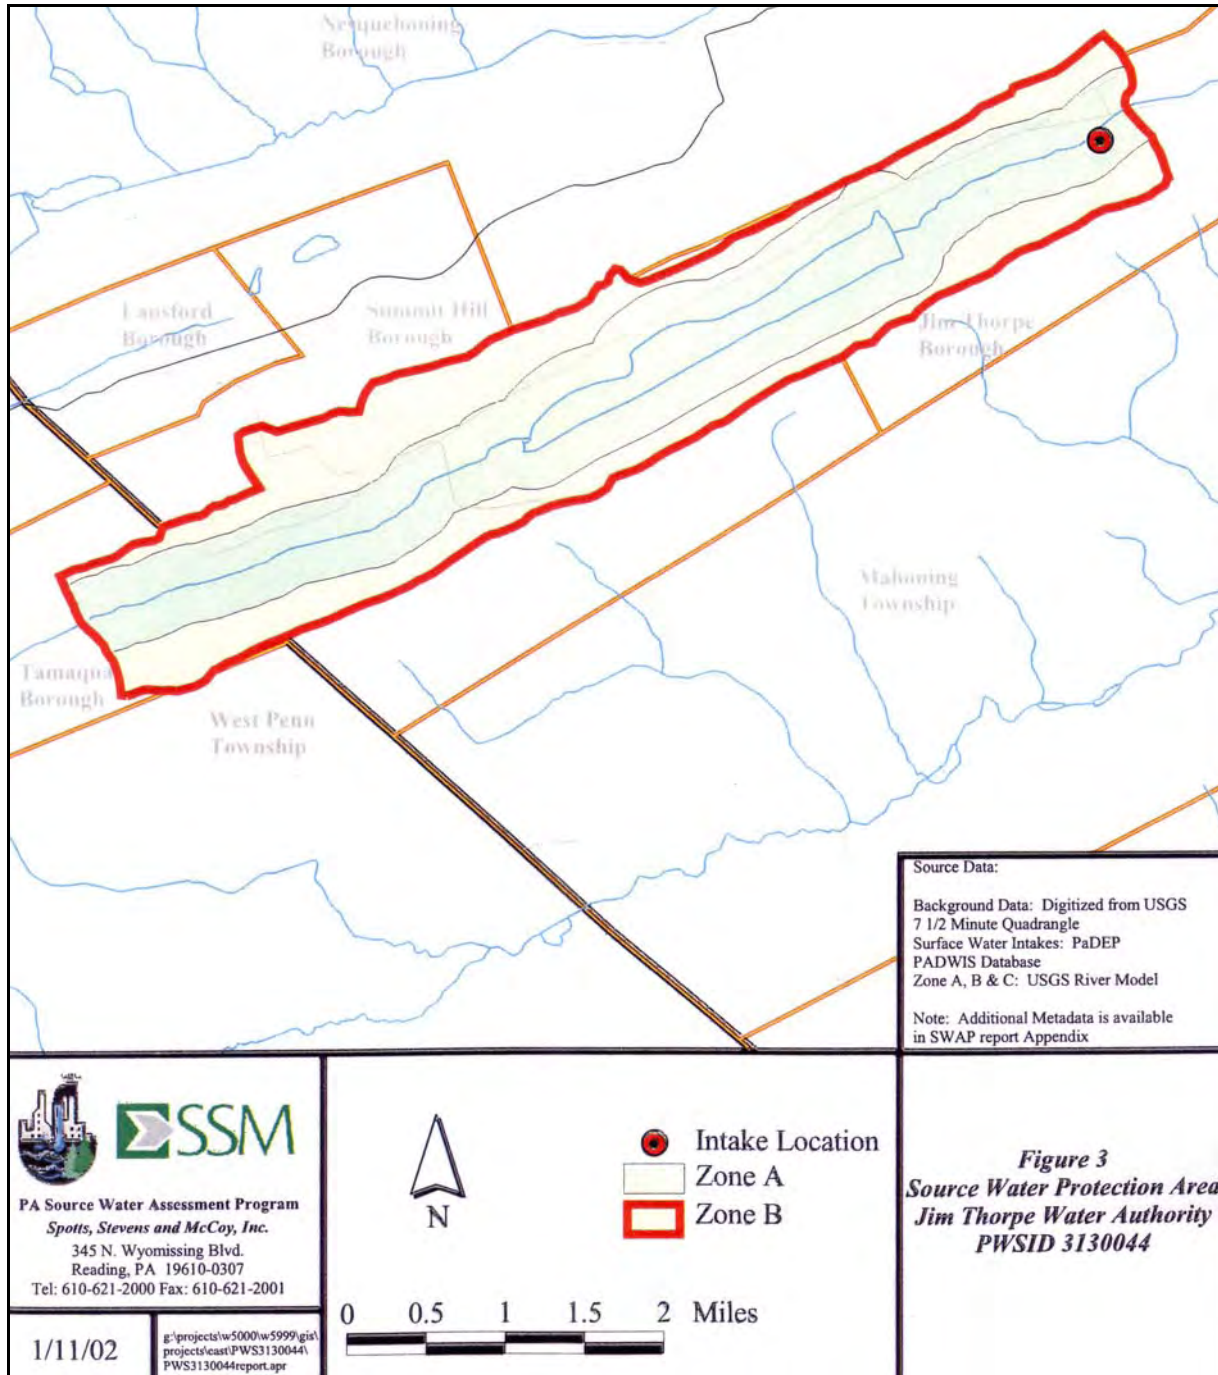 Nesquehoning
Borough
Lansford
Borough
Summit Hill
Borough
Jim Thorpe
Borough
Mahoning
Township
Tamaqua
Borough
West Penn
Township
Source Data:
Background Data: Digitized from USGS
7 1/2 Minute Quadrangle
Surface Water Intakes: PaDEP
PADWIS Database
Zone A, B & C: USGS River Model
Note: Additional Metadata is available
in SWAP report Appendix
SSM
PA Source Water Assessment Program
Spotts, Stevens and McCoy, Inc.
345 N. Wyomissing Blvd.
Reading, PA 19610-0307
Tel: 610-621-2000 Fax: 610-621-2001
1/11/02
g:\projects\w5000\w5999\gis\
projects\east\PWS3130044\
PWS3130044report.apr
N
Intake Location
Zone A
Zone B
0 0.5 1 1.5 2 Miles
Figure 3
Source Water Protection Area
Jim Thorpe Water Authority
PWSID 3130044